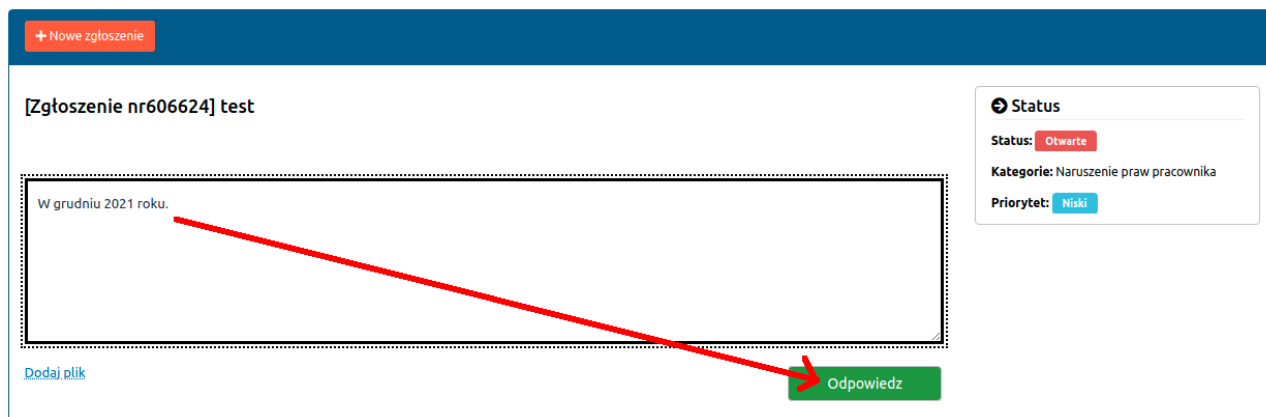 + Nowe zgłoszenie
[Zgłoszenie nr606624] test
W grudniu 2021 roku.
Dodaj plik
Odpowiedz
Status
Status: Otwarte
Kategorie: Naruszenie praw pracownika
Priorytet: Niski